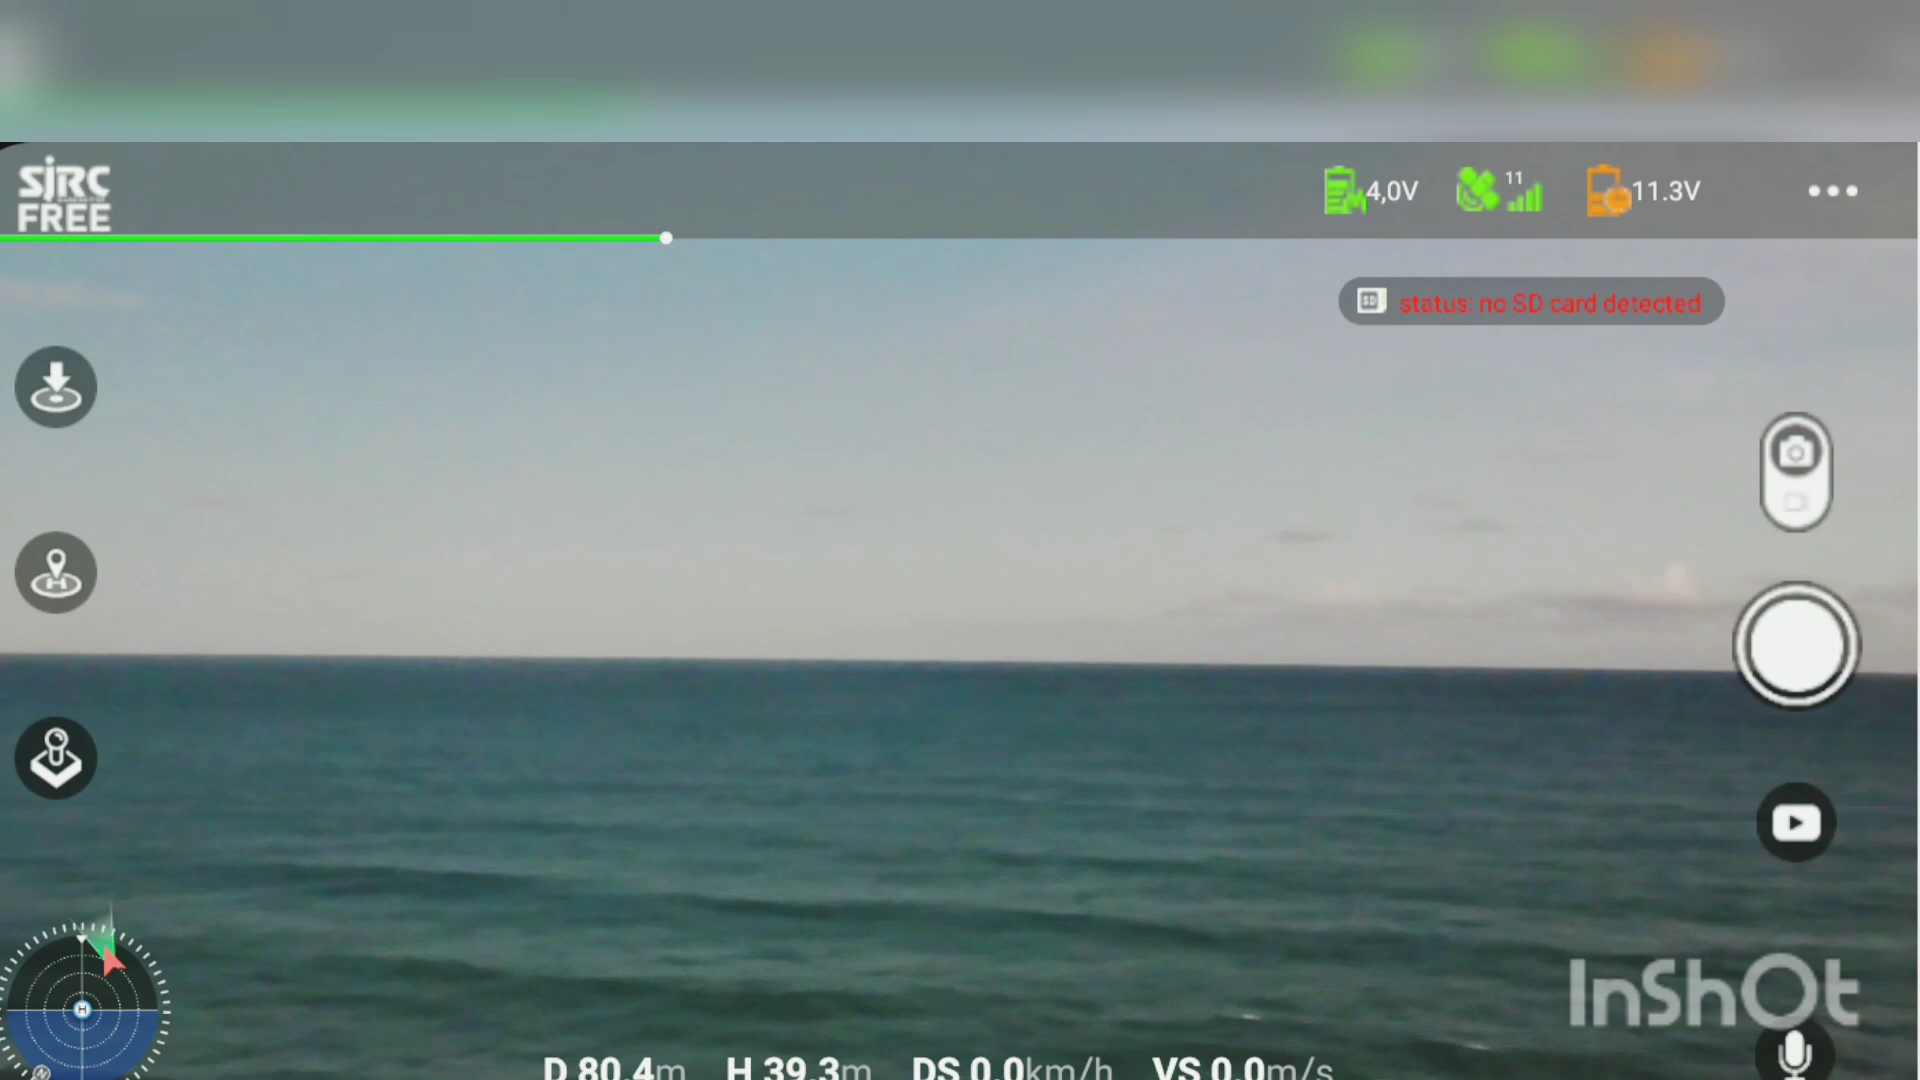 SJRC
FREE
4,0V
11
11.3V
SD
status: no SD card detected
H
N
InShOt
D 80.4m H 39.3m DS 0.0km/h VS 0.0m/s